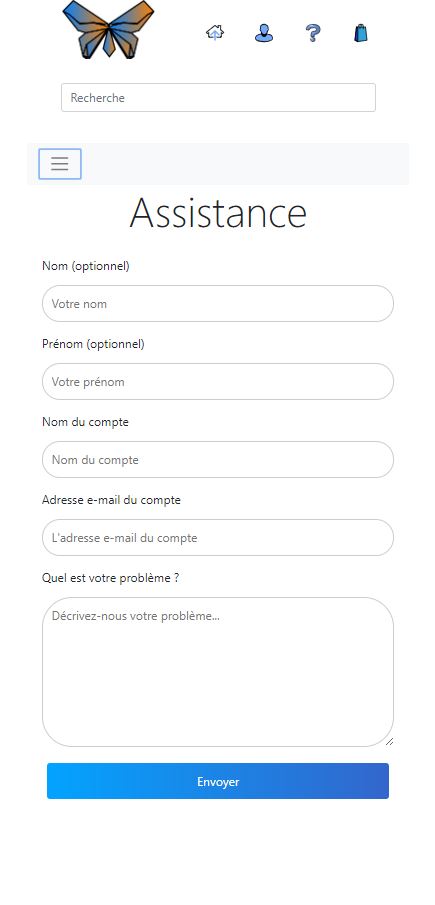 Recherche
Assistance
Nom (optionnel)
Votre nom
Prénom (optionnel)
Votre prénom
Nom du compte
Nom du compte
Adresse e-mail du compte
L'adresse e-mail du compte
Quel est votre problème ?
Décrivez-nous votre problème...
Envoyer